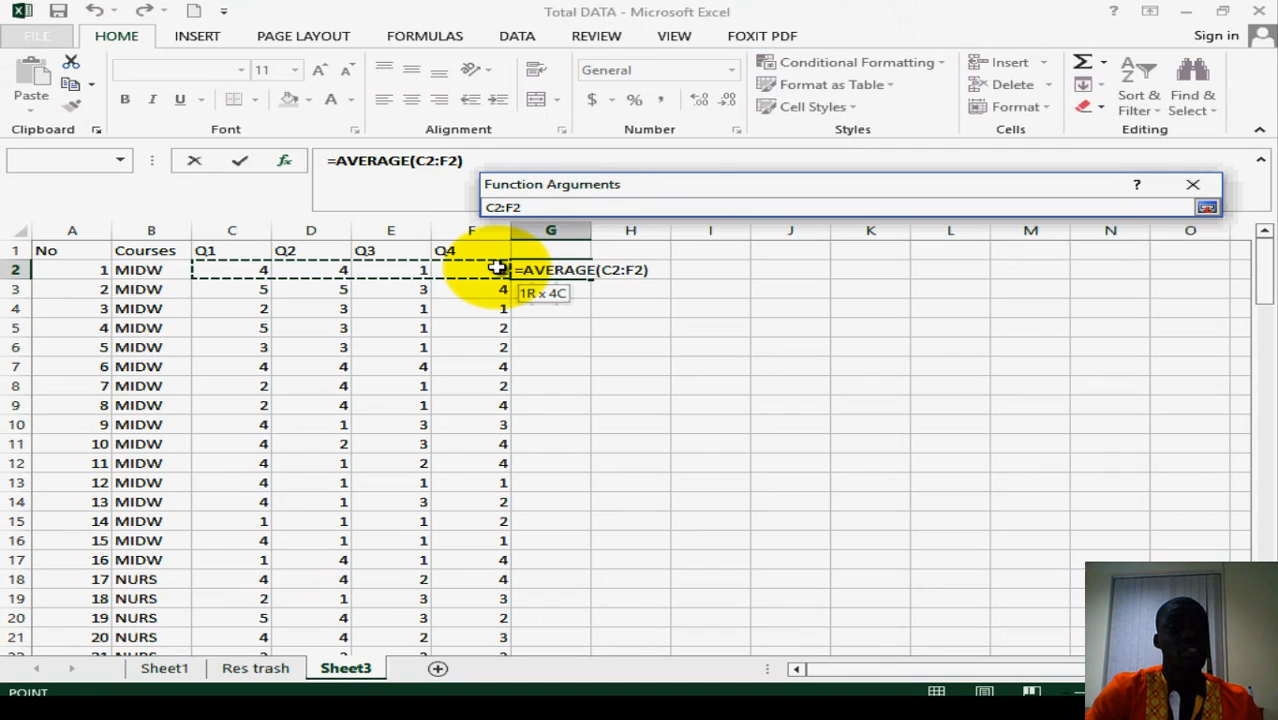 Total DATA - Microsoft Excel
FILE HOME INSERT PAGE LAYOUT FORMULAS DATA REVIEW VIEW FOXIT PDF Sign in
Paste
Clipboard
11
B I U
Font
Alignment
General
$ % ,
Number
Conditional Formatting
Format as Table
Cell Styles
Styles
Insert
Delete
Format
Cells
Sort &
Filter
Find &
Select
Editing
=AVERAGE(C2:F2)
Function Arguments
C2:F2
A B C D E F G H I J K L M N O
1 No Courses Q1 Q2 Q3 Q4
2 1 MIDW 4 4 1 =AVERAGE(C2:F2)
3 2 MIDW 5 5 3 4 1R x 4C
4 3 MIDW 2 3 1 1
5 4 MIDW 5 3 1 2
6 5 MIDW 3 3 1 2
7 6 MIDW 4 4 4 4
8 7 MIDW 2 4 1 2
9 8 MIDW 2 4 1 4
10 9 MIDW 4 1 3 3
11 10 MIDW 4 2 3 4
12 11 MIDW 4 1 2 4
13 12 MIDW 4 1 1 1
14 13 MIDW 4 1 3 2
15 14 MIDW 1 1 1 2
16 15 MIDW 4 1 1 1
17 16 MIDW 1 4 1 4
18 17 NURS 4 4 2 4
19 18 NURS 2 1 3 3
20 19 NURS 5 4 3 2
21 20 NURS 4 4 2 3
Sheet1 Res trash Sheet3
POINT